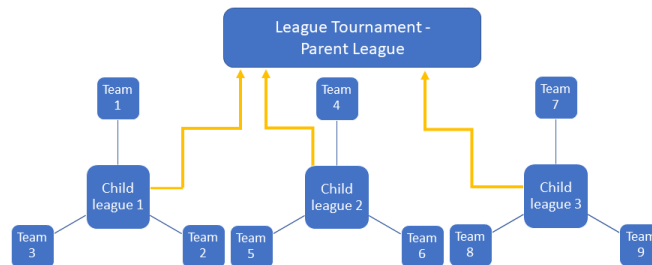 League Tournament -
Parent League
Team
1
Team
4
Team
7
Child
league 1
Child
league 2
Child
league 3
Team
3
Team
2
Team
5
Team
6
Team
8
Team
9